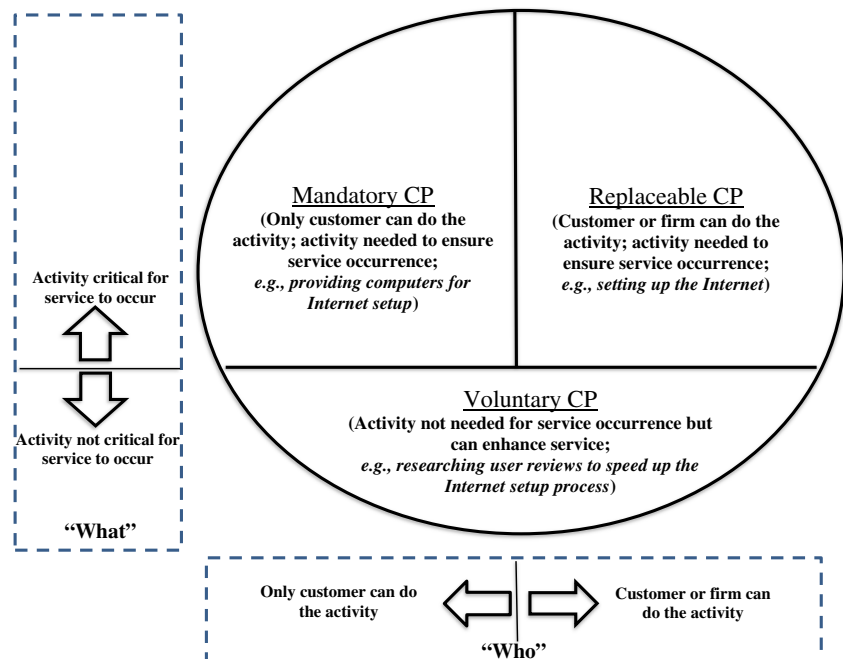 Mandatory CP
(Only customer can do the
activity; activity needed to ensure
service occurrence;
e.g., providing computers for
Internet setup)
Replaceable CP
(Customer or firm can do the
activity; activity needed to
ensure service occurrence;
e.g., setting up the Internet)
Activity critical for
service to occur
Activity not critical for
service to occur
“What”
Voluntary CP
(Activity not needed for service occurrence but
can enhance service;
e.g., researching user reviews to speed up the
Internet setup process)
Only customer can do
the activity
Customer or firm can
do the activity
“Who”